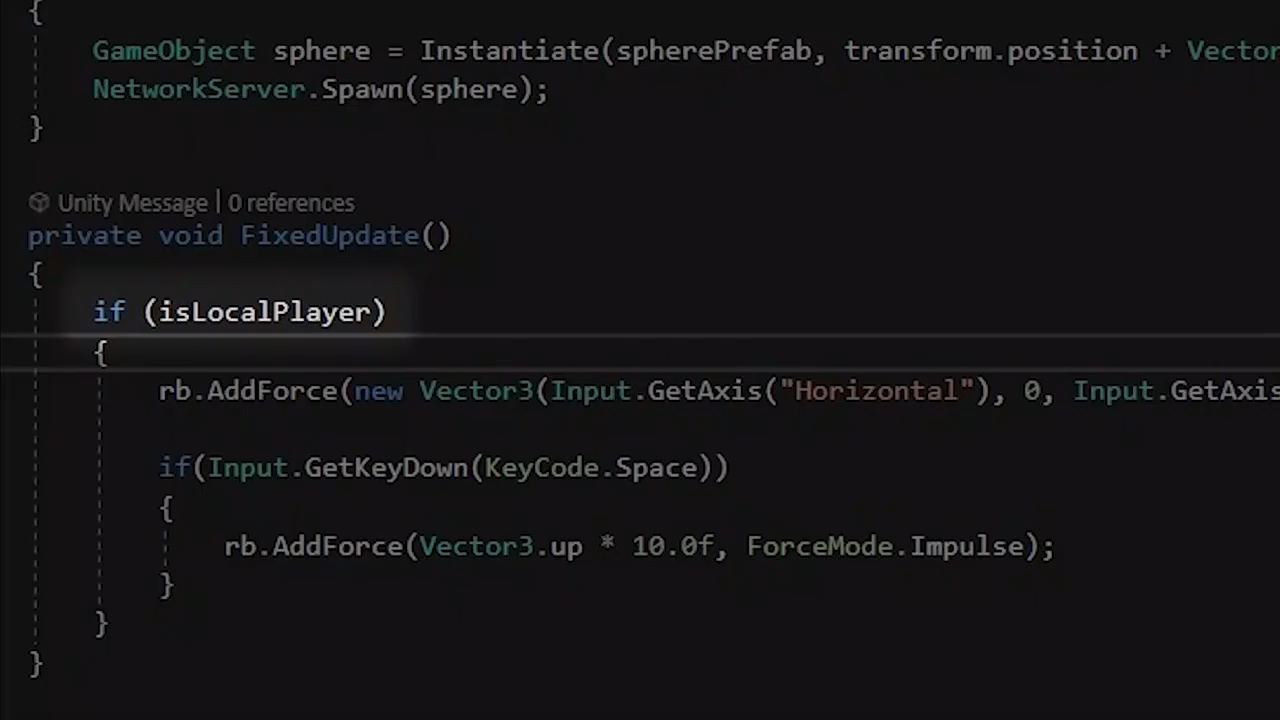 {
GameObject sphere = Instantiate(spherePrefab, transform.position + Vector
NetworkServer.Spawn(sphere);
}
Unity Message | 0 references
private void FixedUpdate()
{
if (isLocalPlayer)
{
rb.AddForce(new Vector3(Input.GetAxis("Horizontal"), 0, Input.GetAxis
if(Input.GetKeyDown(KeyCode.Space))
{
rb.AddForce(Vector3.up * 10.0f, ForceMode.Impulse);
}
}
}